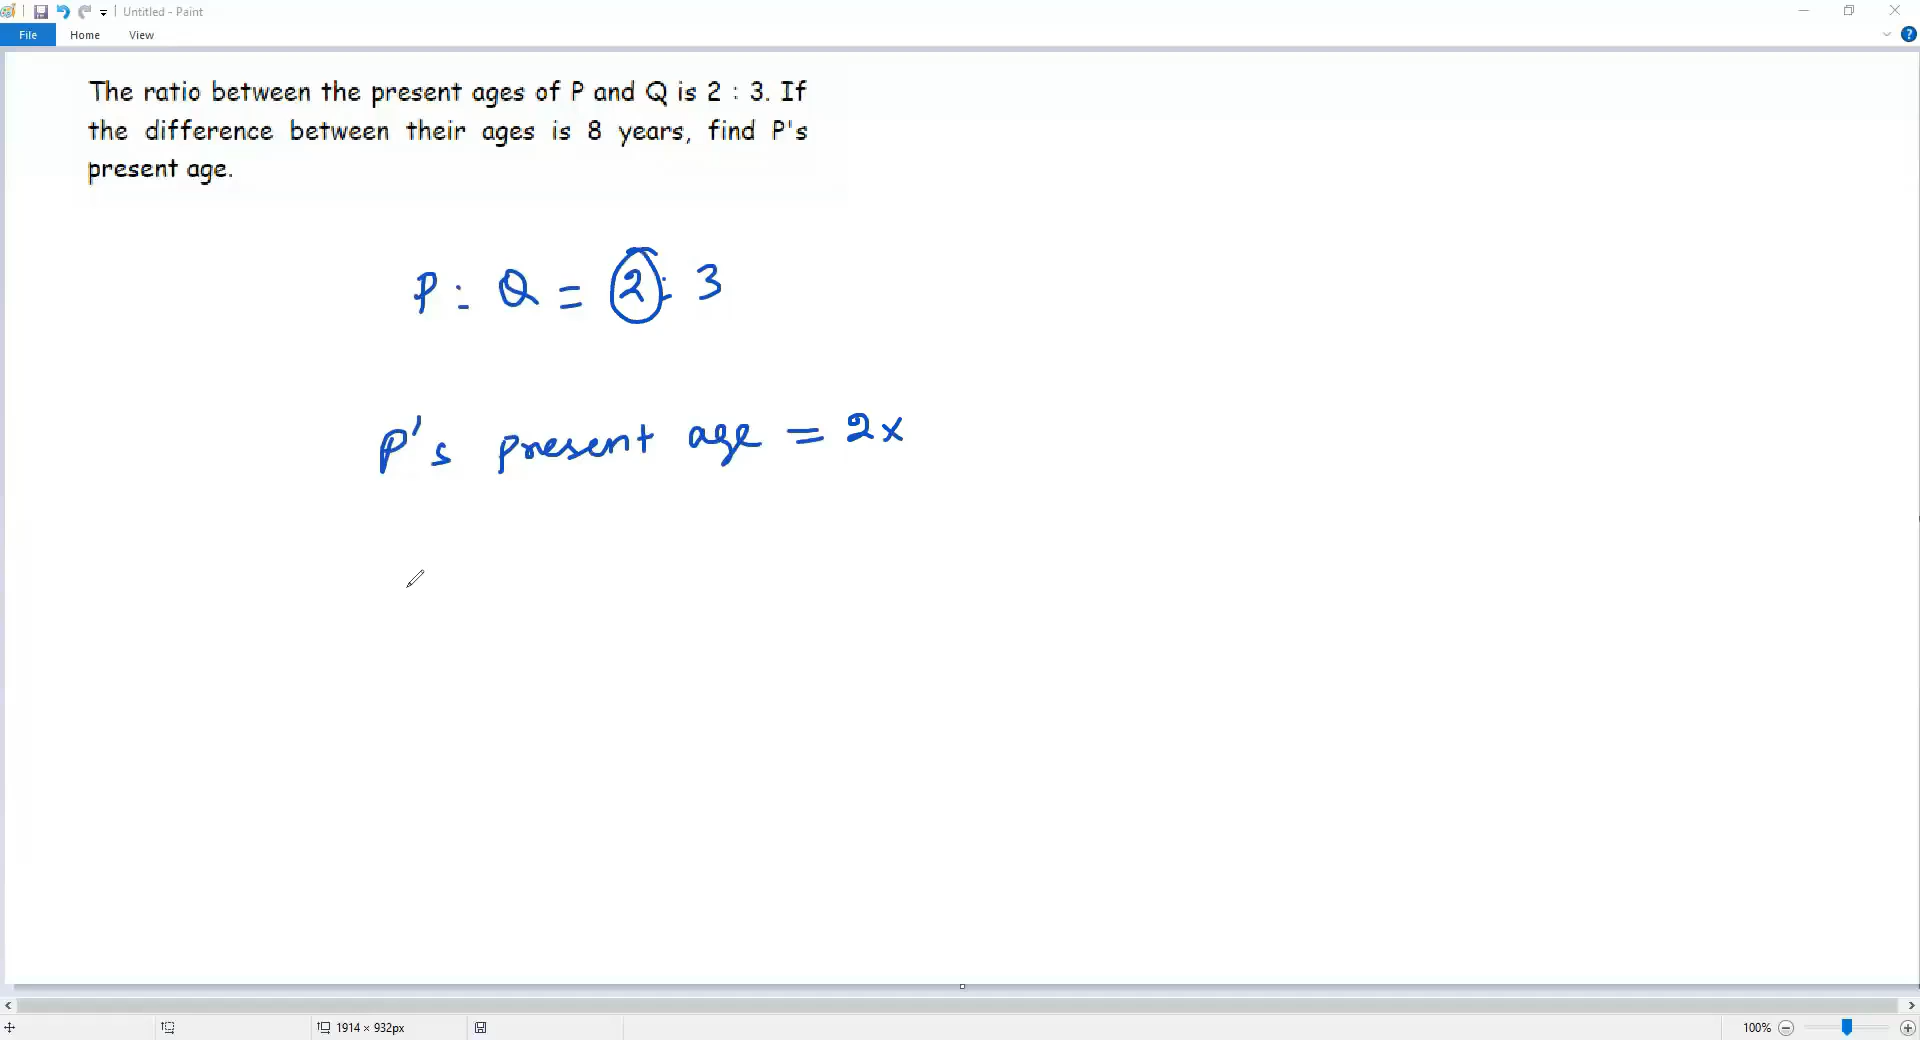 Untitled - Paint
File Home View
The ratio between the present ages of P and Q is 2 : 3. If
the difference between their ages is 8 years, find P's
present age.
P : Q = 2 : 3
P's present age = 2x
1914 × 932px
100%